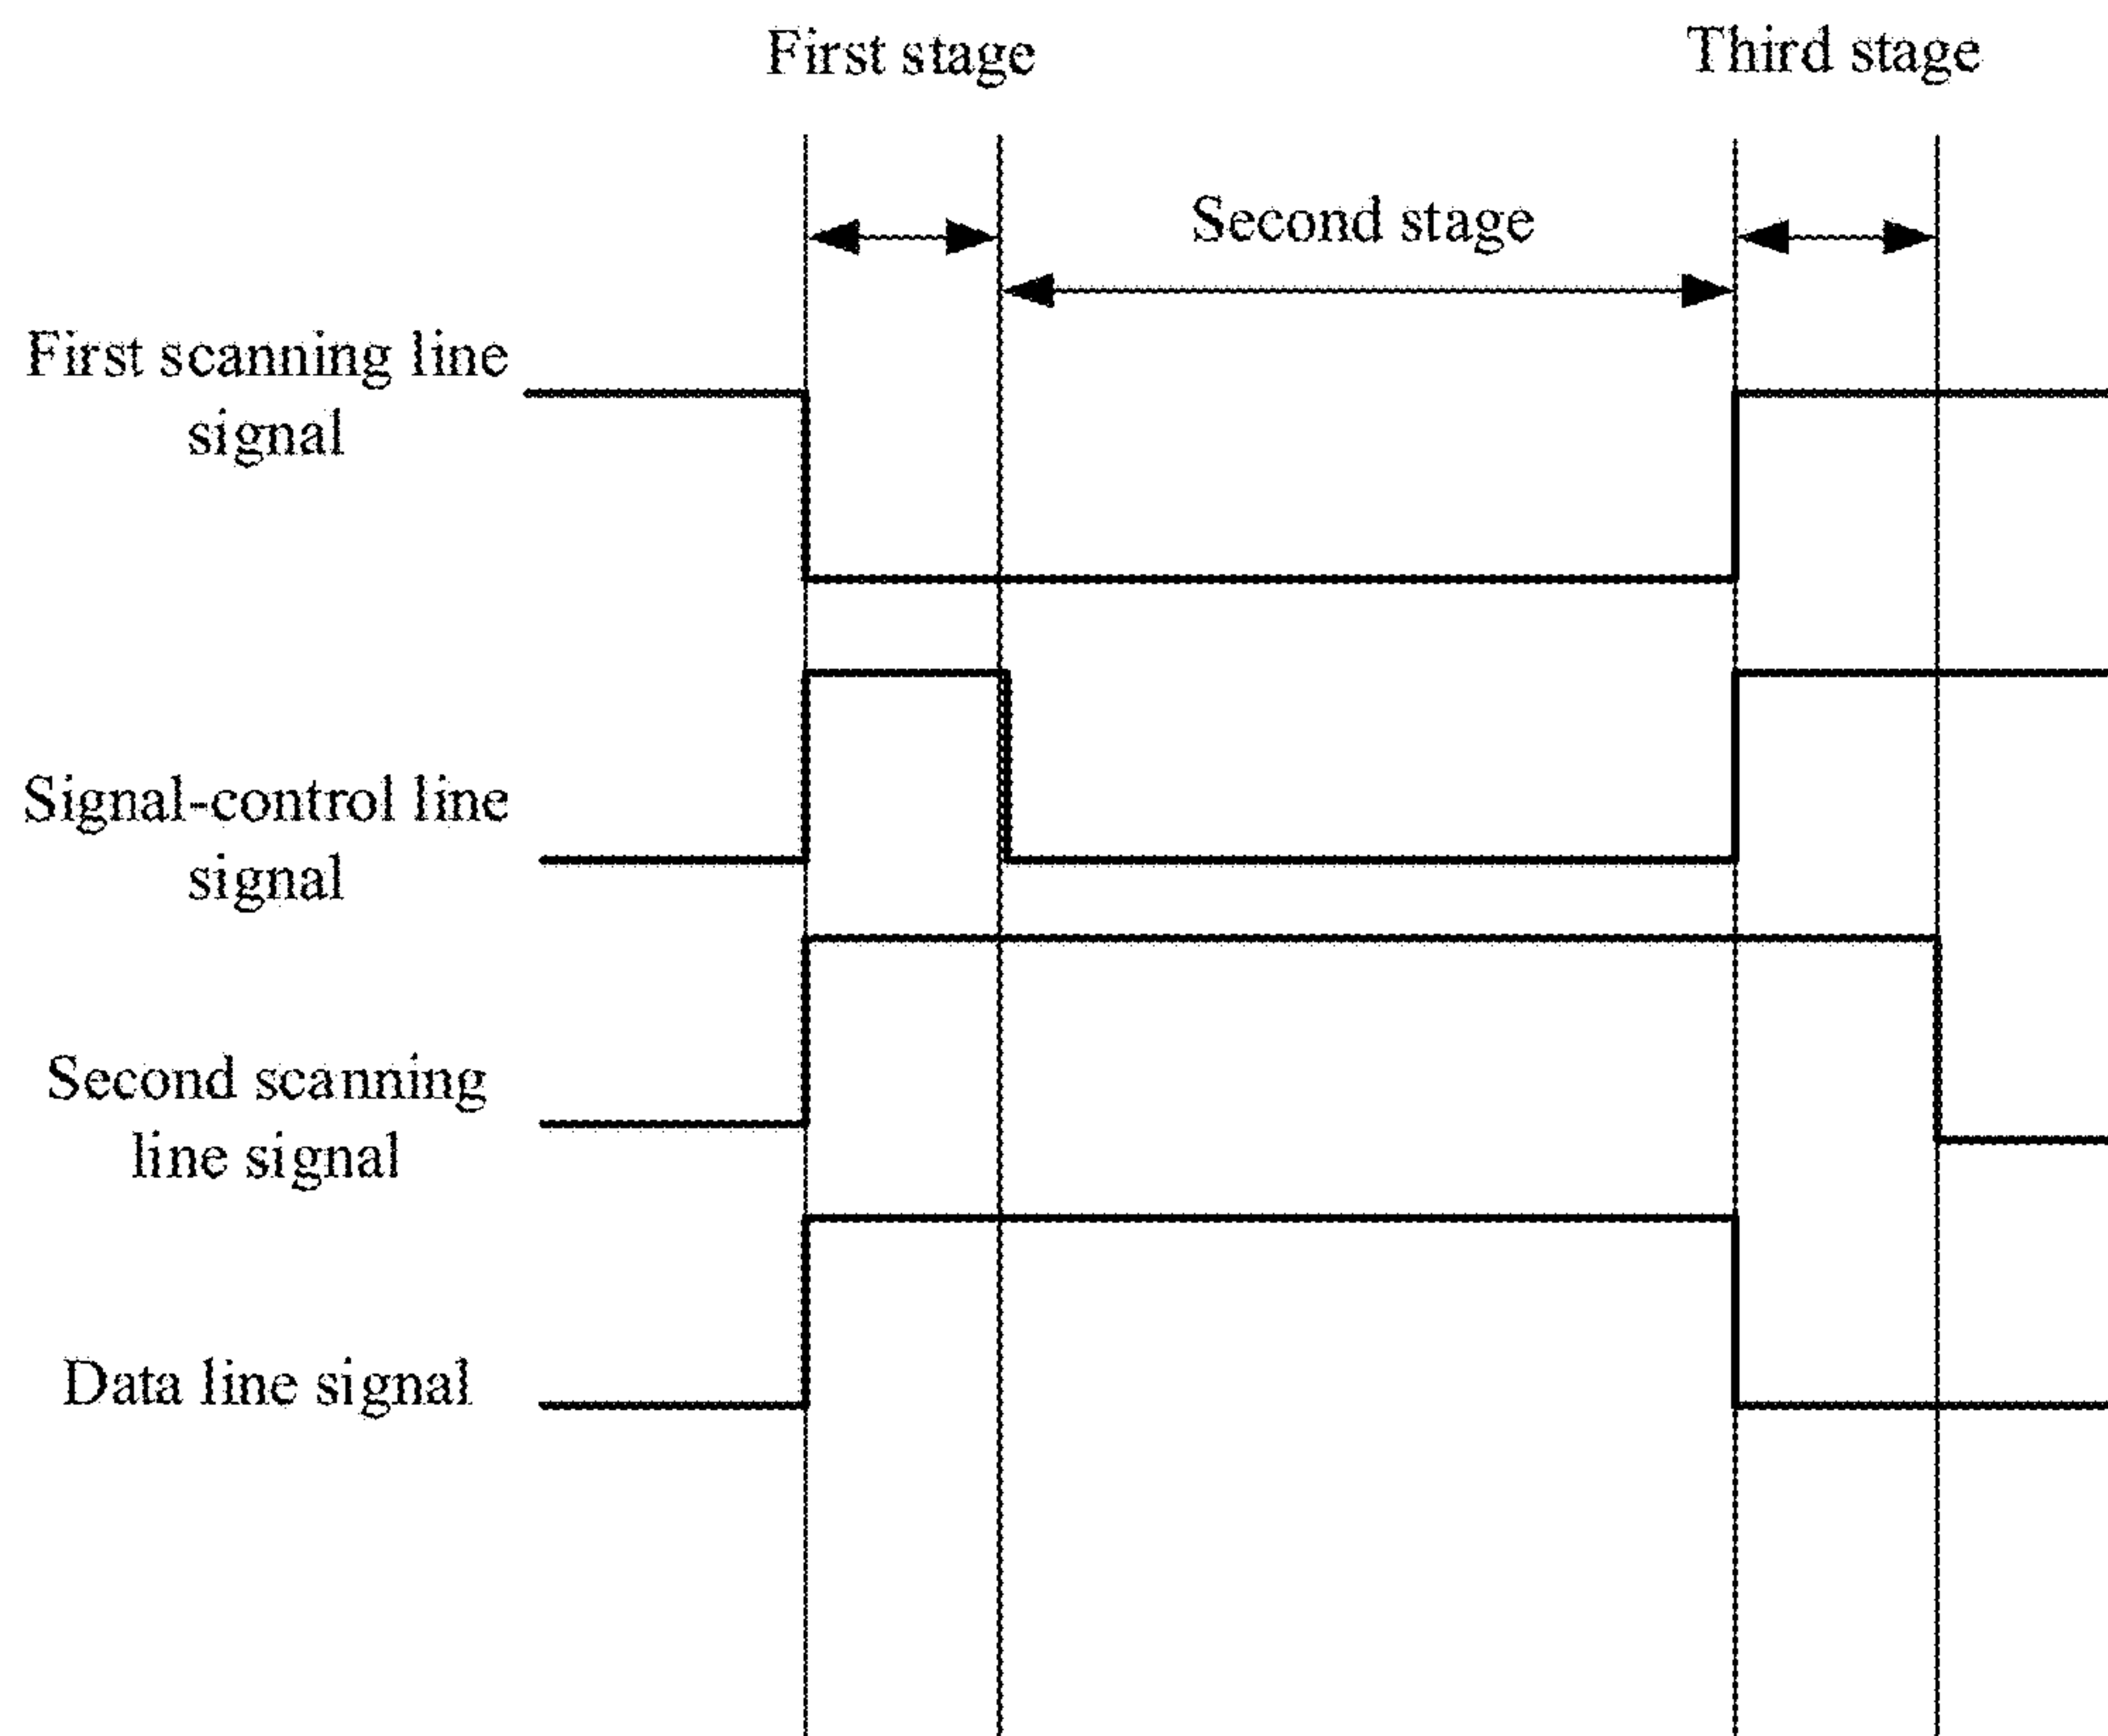 First stage
Third stage
Second stage
First scanning line
signal
Signal-control line
signal
Second scanning
line signal
Data line signal